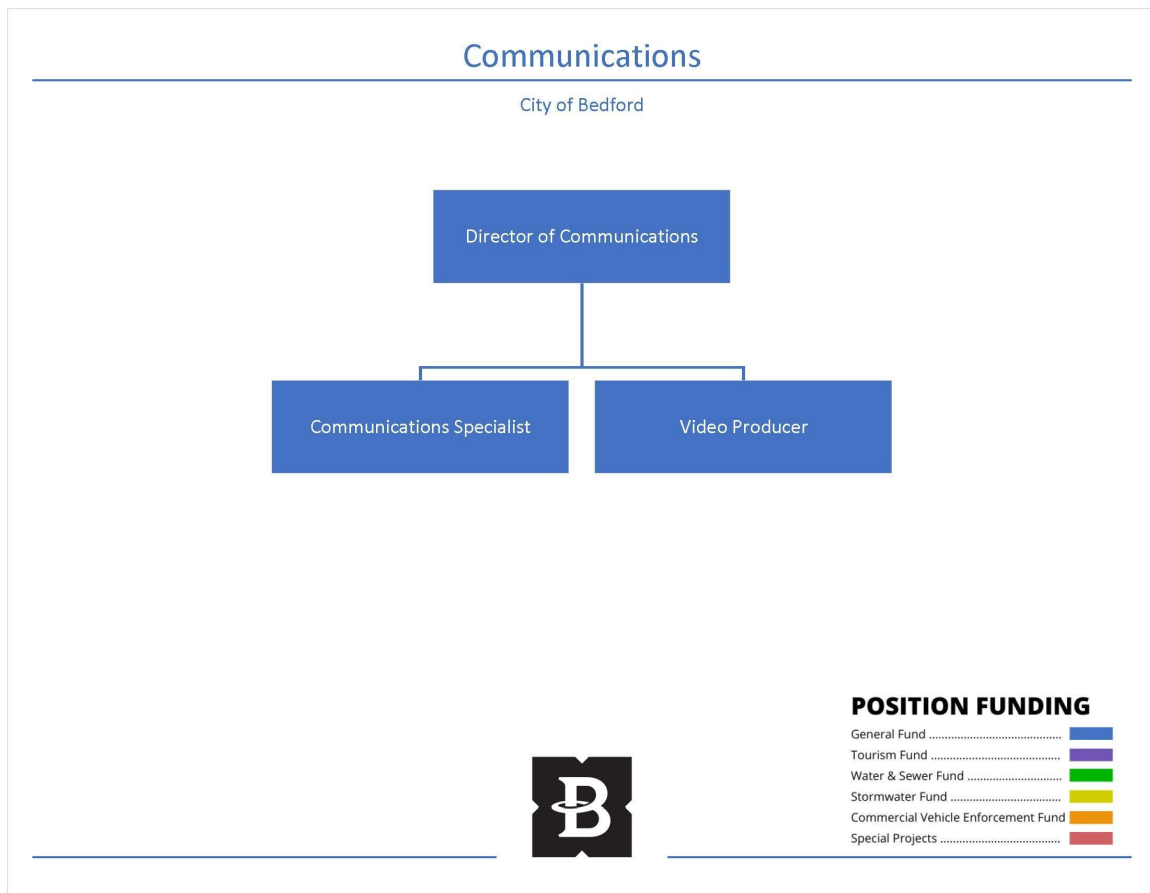 Communications
City of Bedford
Director of Communications
Communications Specialist
Video Producer
POSITION FUNDING
General Fund ..........................................
Tourism Fund .........................................
Water & Sewer Fund ..............................
Stormwater Fund ...................................
Commercial Vehicle Enforcement Fund
Special Projects ......................................
B